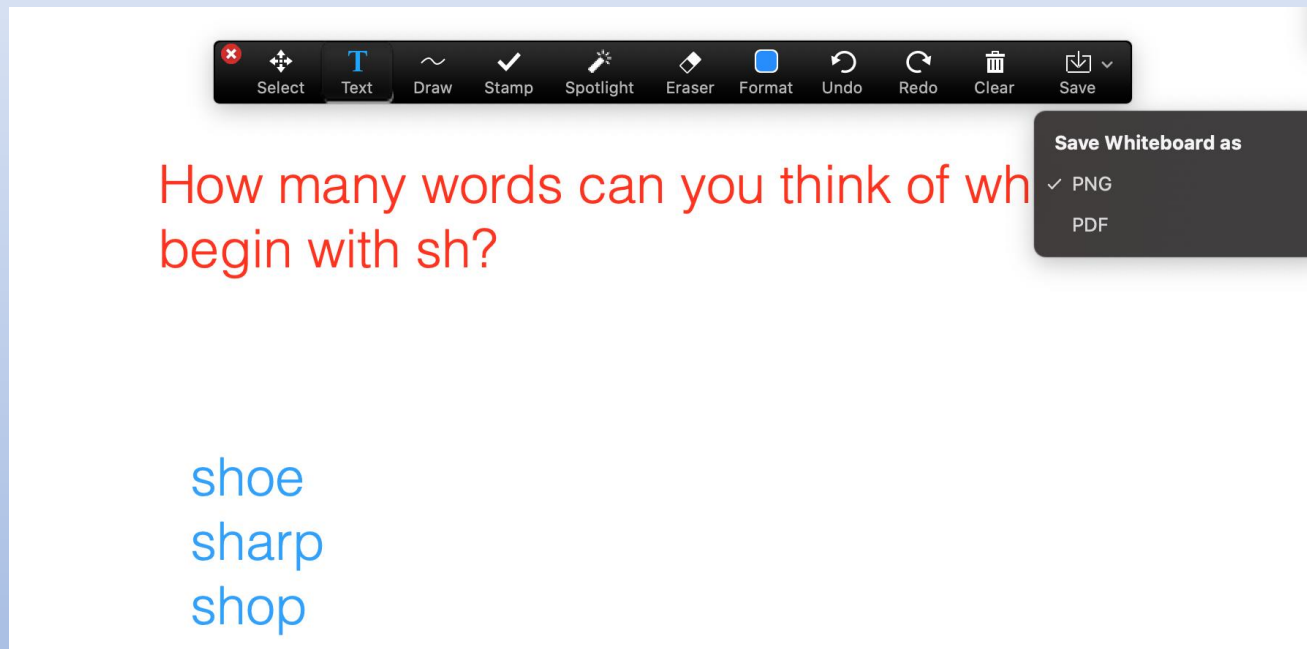 Select Text Draw Stamp Spotlight Eraser Format Undo Redo Clear Save
Save Whiteboard as
PNG
PDF
How many words can you think of wh
begin with sh?
shoe
sharp
shop